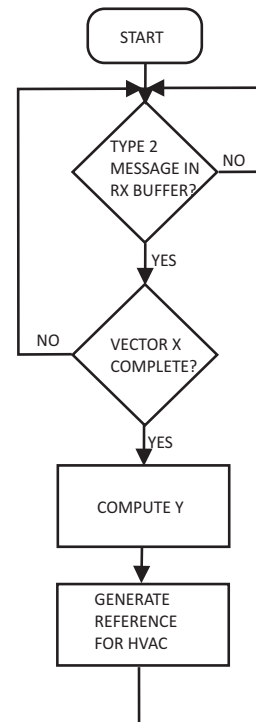 START
TYPE 2
MESSAGE IN
RX BUFFER?
NO
YES
NO
VECTOR X
COMPLETE?
YES
COMPUTE Y
GENERATE
REFERENCE
FOR HVAC